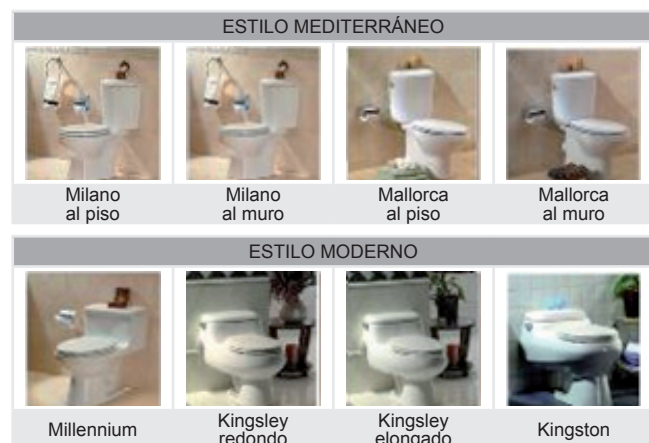 ESTILO MEDITERRÁNEO
Milano
al piso
Milano
al muro
Mallorca
al piso
Mallorca
al muro
ESTILO MODERNO
Millennium
Kingsley
redondo
Kingsley
elongado
Kingston